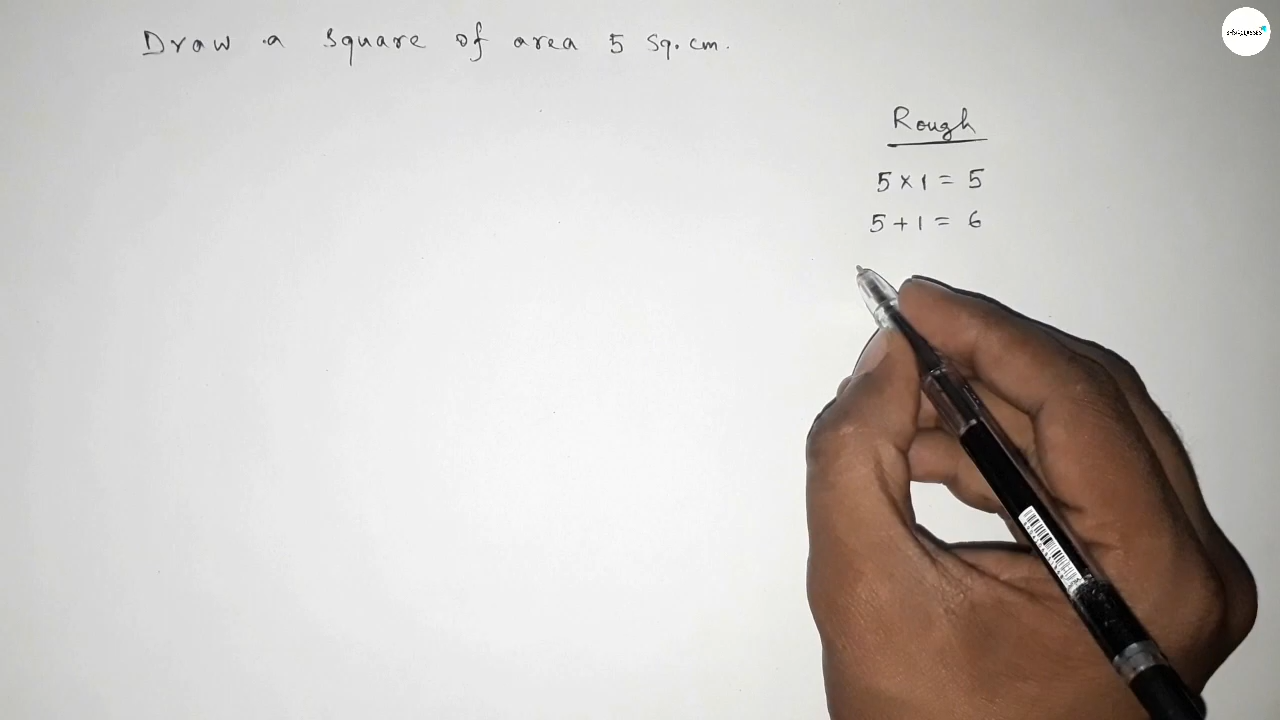 Draw a square of area 5 sq.cm.
Rough
5 × 1 = 5
5 + 1 = 6